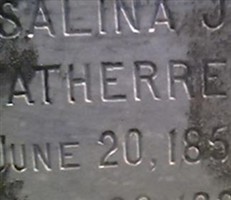 SALINA J
ATHERRE
JUNE 20, 185